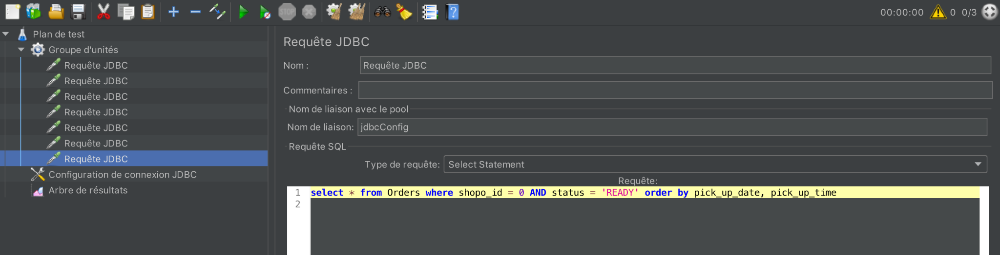 STOP
00:00:00 0 0/3
Plan de test
Groupe d'unités
Requête JDBC
Requête JDBC
Requête JDBC
Requête JDBC
Requête JDBC
Requête JDBC
Requête JDBC
Configuration de connexion JDBC
Arbre de résultats
Requête JDBC
Nom : Requête JDBC
Commentaires :
Nom de liaison avec le pool
Nom de liaison: jdbcConfig
Requête SQL
Type de requête: Select Statement
Requête:
1 select * from Orders where shopo_id = 0 AND status = 'READY' order by pick_up_date, pick_up_time
2